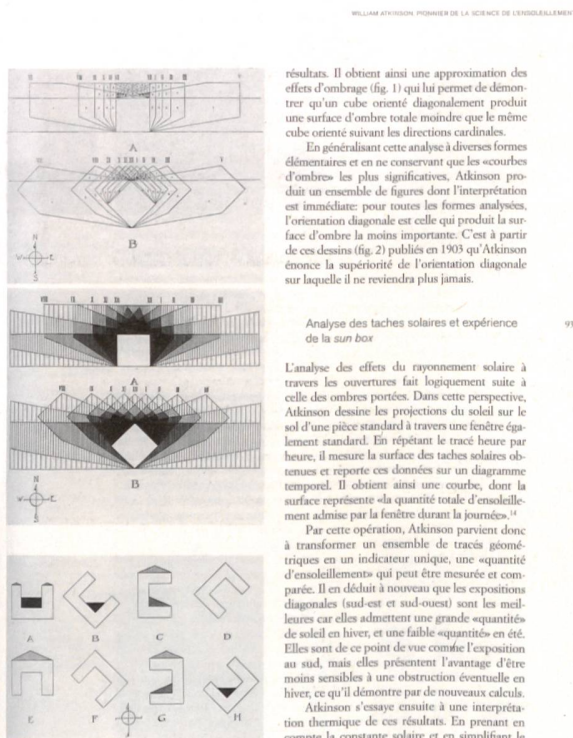 WILLIAM ATKINSON, PIONNIER DE LA SCIENCE DE L'ENSOLEILLEMENT
résultats. Il obtient ainsi une approximation des
effets d'ombrage (fig. 1) qui lui permet de démon-
trer qu'un cube orienté diagonalement produit
une surface d'ombre totale moindre que le même
cube orienté suivant les directions cardinales.
En généralisant cette analyse à diverses formes
élémentaires et en ne conservant que les «courbes
d'ombre» les plus significatives, Atkinson pro-
duit un ensemble de figures dont l'interprétation
est immédiate: pour toutes les formes analysées,
l'orientation diagonale est celle qui produit la sur-
face d'ombre la moins importante. C'est à partir
de ces dessins (fig. 2) publiés en 1903 qu'Atkinson
énonce la supériorité de l'orientation diagonale
sur laquelle il ne reviendra plus jamais.
Analyse des taches solaires et expérience
de la sun box
L'analyse des effets du rayonnement solaire à
travers les ouvertures fait logiquement suite à
celle des ombres portées. Dans cette perspective,
Atkinson dessine les projections du soleil sur le
sol d'une pièce standard à travers une fenêtre éga-
lement standard. En répétant le tracé heure par
heure, il mesure la surface des taches solaires ob-
tenues et reporte ces données sur un diagramme
temporel. Il obtient ainsi une courbe, dont la
surface représente «la quantité totale d'ensoleille-
ment admise par la fenêtre durant la journée».14
Par cette opération, Atkinson parvient donc
à transformer un ensemble de tracés géomé-
triques en un indicateur unique, une «quantité
d'ensoleillement» qui peut être mesurée et com-
parée. Il en déduit à nouveau que les expositions
diagonales (sud-est et sud-ouest) sont les meil-
leures car elles admettent une grande «quantité»
de soleil en hiver, et une faible «quantité» en été.
Elles sont de ce point de vue comme l'exposition
au sud, mais elles présentent l'avantage d'être
moins sensibles à une obstruction éventuelle en
hiver, ce qu'il démontre par de nouveaux calculs.
Atkinson s'essaye ensuite à une interpréta-
tion thermique de ces résultats. En prenant en
compte la constante solaire et en simplifiant le
A
B
N
W
E
S
A
B
N
W
E
S
A B C D
E F G H